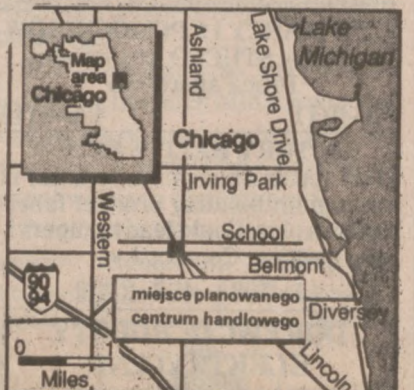 Lake
Michigan
Ashland
Lake Shore Drive
Map
area
Chicago
Chicago
Irving Park
Western
School
Belmont
90
94
miejsce planowanego
centrum handlowego
Diversey
Lincoln
0
Miles